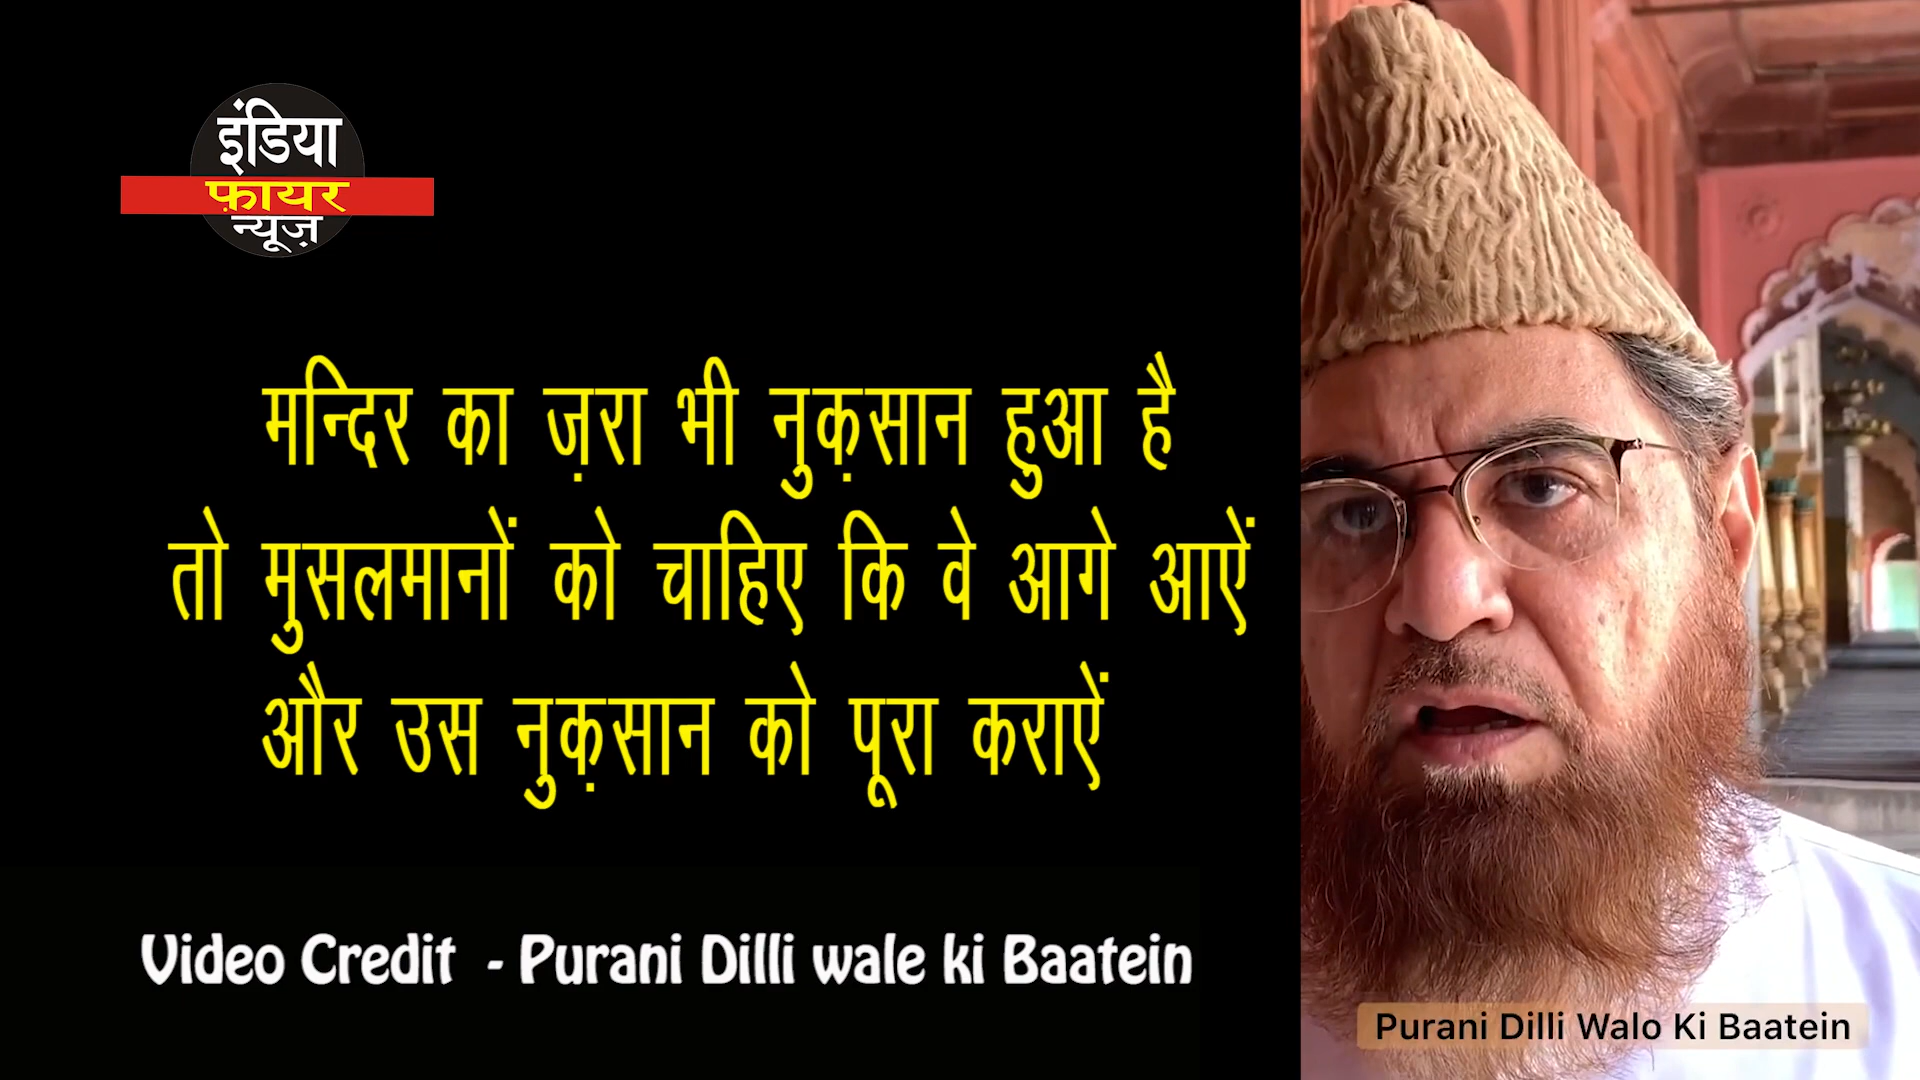 इंडिया
फ़ायर
न्यूज़
मन्दिर का ज़रा भी नुक़सान हुआ है
तो मुसलमानों को चाहिए कि वे आगे आऐं
और उस नुक़सान को पूरा कराऐं
Video Credit - Purani Dilli wale ki Baatein
Purani Dilli Walo Ki Baatein